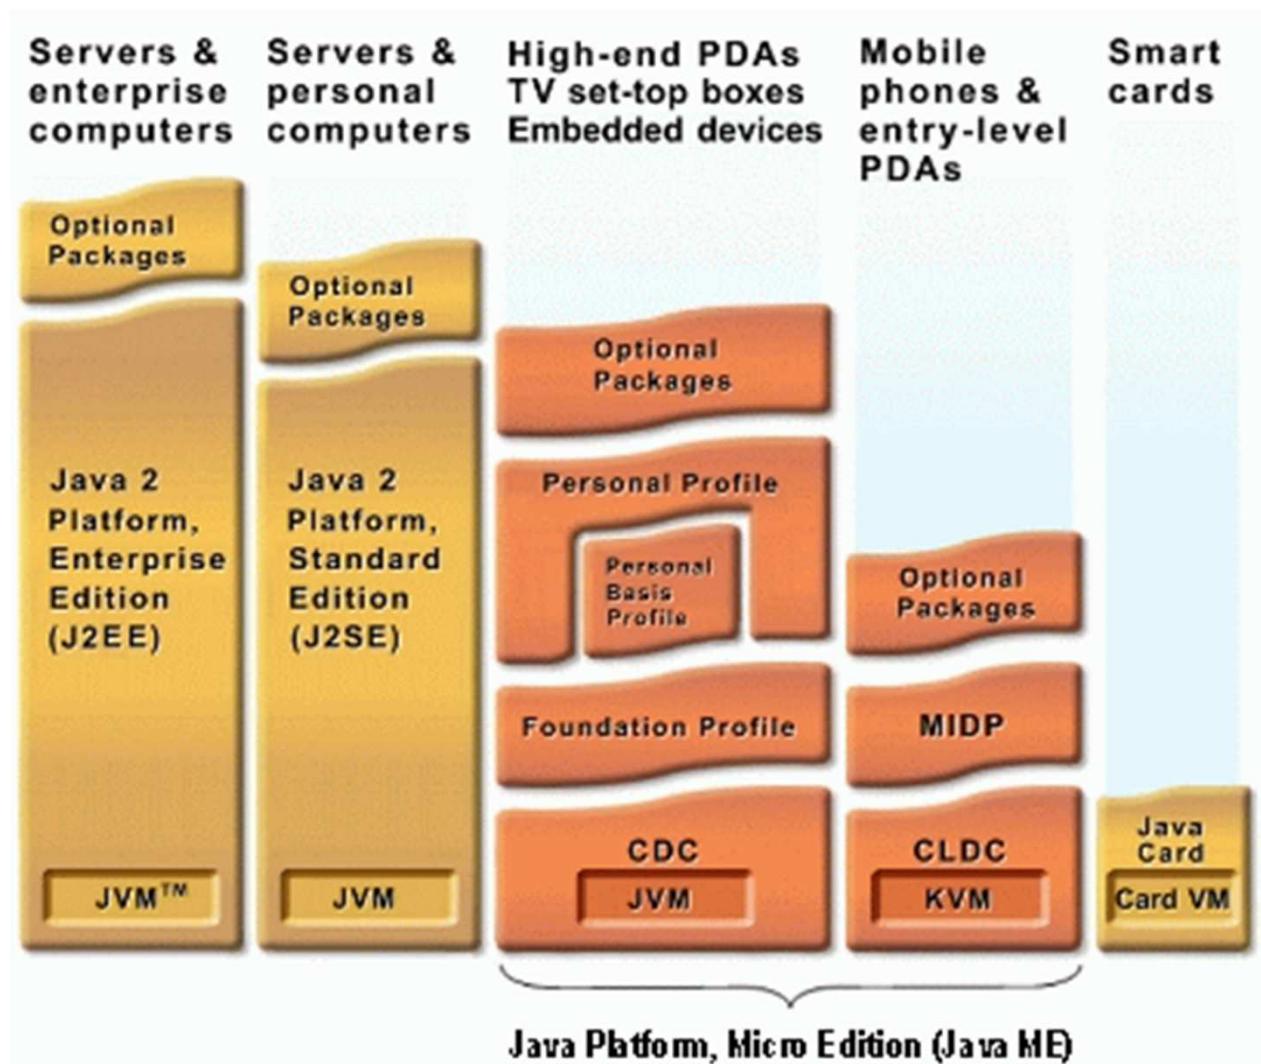 Servers &
enterprise
computers
Servers &
personal
computers
High-end PDAs
TV set-top boxes
Embedded devices
Mobile
phones &
entry-level
PDAs
Smart
cards
Optional
Packages
Java 2
Platform,
Enterprise
Edition
(J2EE)
JVM™
Optional
Packages
Java 2
Platform,
Standard
Edition
(J2SE)
JVM
Optional
Packages
Personal Profile
Personal
Basis
Profile
Foundation Profile
CDC
JVM
Optional
Packages
MIDP
CLDC
KVM
Java
Card
Card VM
Java Platform, Micro Edition (Java ME)